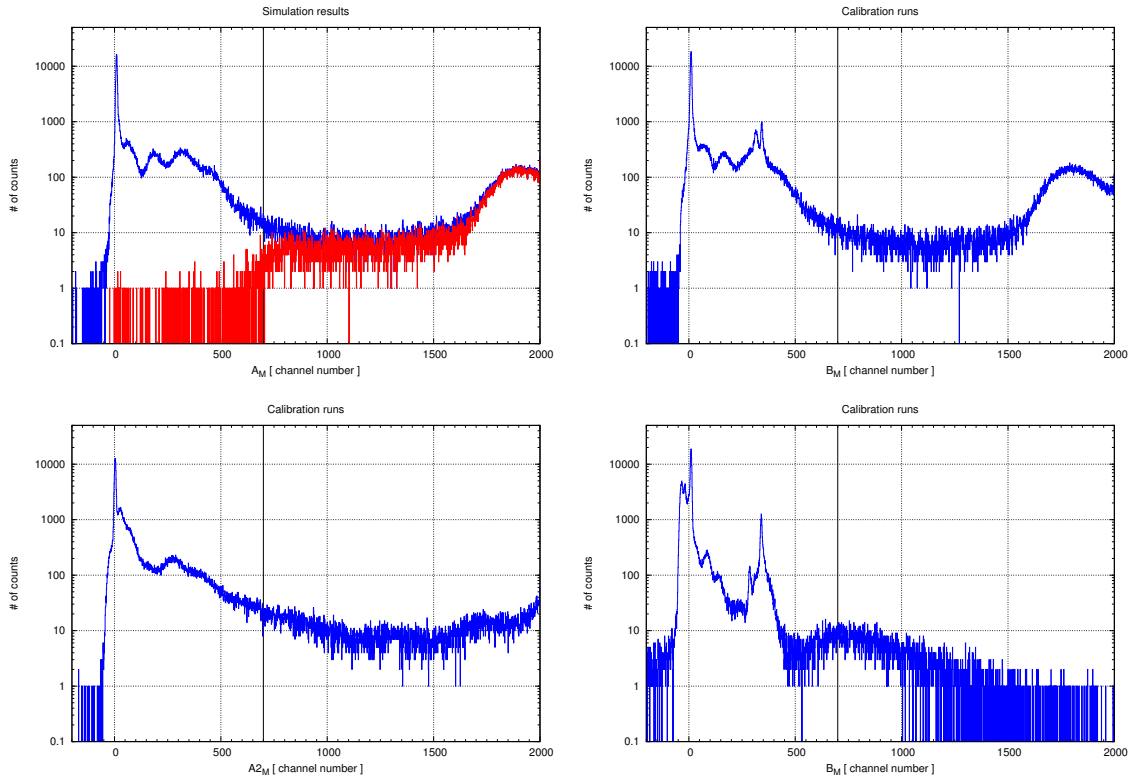 Simulation results
# of counts
10000
1000
100
10
1
0.1
0 500 1000 1500 2000
A_M [ channel number ]
Calibration runs
# of counts
10000
1000
100
10
1
0.1
0 500 1000 1500 2000
B_M [ channel number ]
Calibration runs
# of counts
10000
1000
100
10
1
0.1
0 500 1000 1500 2000
A2_M [ channel number ]
Calibration runs
# of counts
10000
1000
100
10
1
0.1
0 500 1000 1500 2000
B_M [ channel number ]